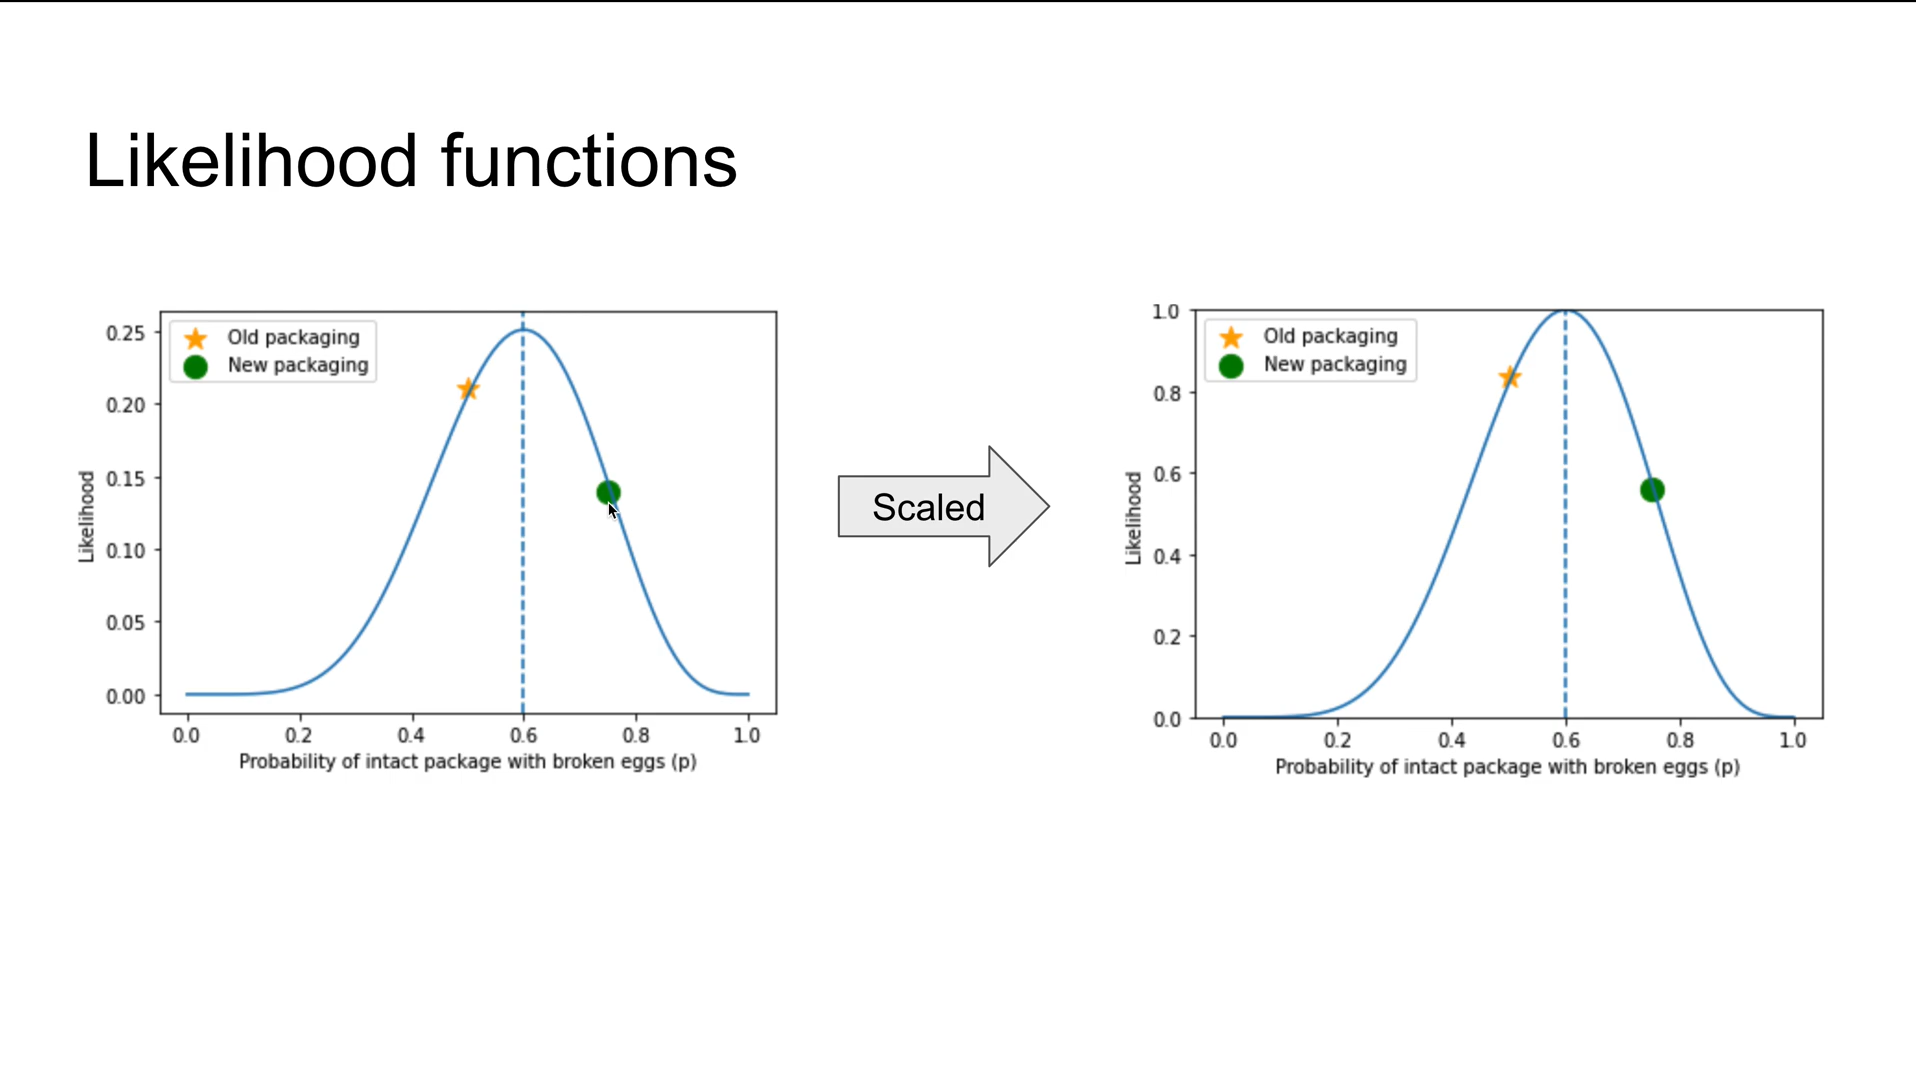 Likelihood functions
Old packaging
New packaging
0.25
0.20
0.15
0.10
0.05
0.00
Likelihood
0.0 0.2 0.4 0.6 0.8 1.0
Probability of intact package with broken eggs (p)
Scaled
Old packaging
New packaging
1.0
0.8
0.6
0.4
0.2
0.0
Likelihood
0.0 0.2 0.4 0.6 0.8 1.0
Probability of intact package with broken eggs (p)